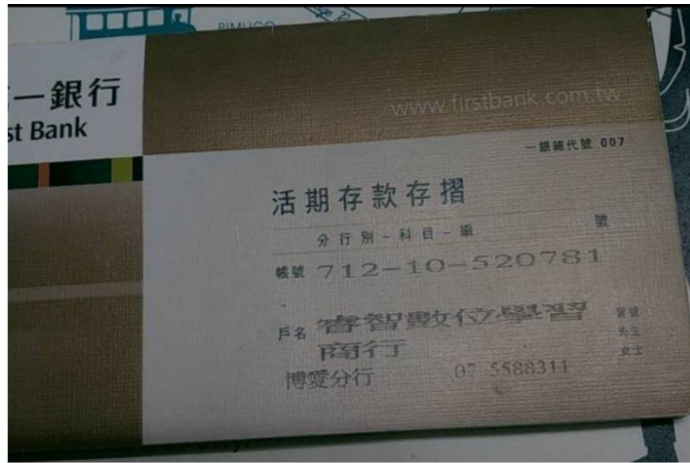 PIMLICO
一銀行
st Bank
www.firstbank.com.tw
一銀總代號 007
活期存款存摺
分行別－科目－編 號
帳號 712-10-520781
戶名 睿智數位學習 寶號
商行 先生
女士
博愛分行 07 5588311